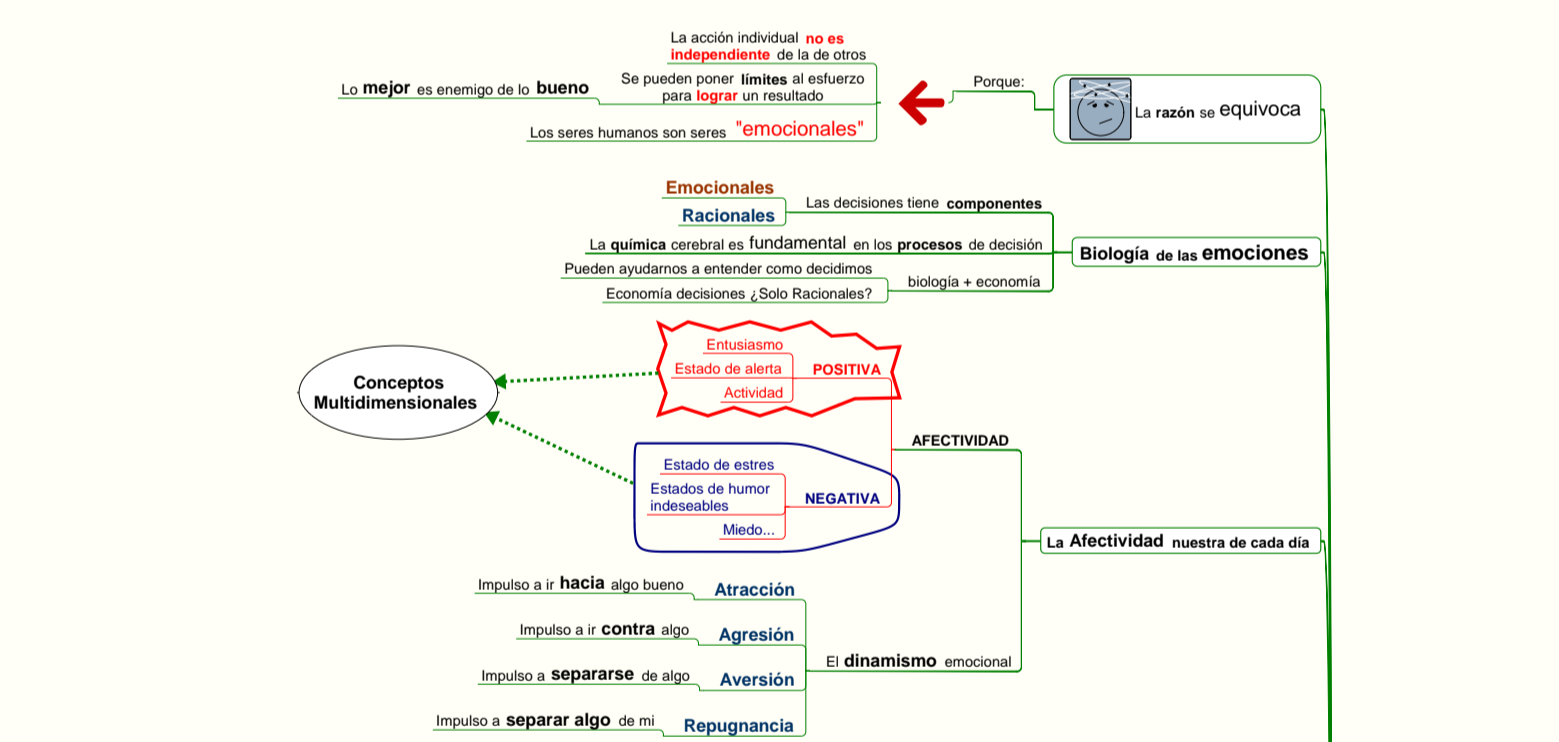 La acción individual no es
independiente de la de otros
Lo mejor es enemigo de lo bueno
Se pueden poner límites al esfuerzo
para lograr un resultado
Los seres humanos son seres "emocionales"
Porque:
La razón se equivoca
Emocionales
Racionales
Las decisiones tiene componentes
La química cerebral es fundamental en los procesos de decisión
Pueden ayudarnos a entender como decidimos
Economía decisiones ¿Solo Racionales?
biología + economía
Biología de las emociones
Conceptos
Multidimensionales
Entusiasmo
Estado de alerta
Actividad
POSITIVA
AFECTIVIDAD
Estado de estres
Estados de humor
indeseables
Miedo...
NEGATIVA
La Afectividad nuestra de cada día
Impulso a ir hacia algo bueno
Atracción
Impulso a ir contra algo
Agresión
El dinamismo emocional
Impulso a separarse de algo
Aversión
Impulso a separar algo de mi
Repugnancia